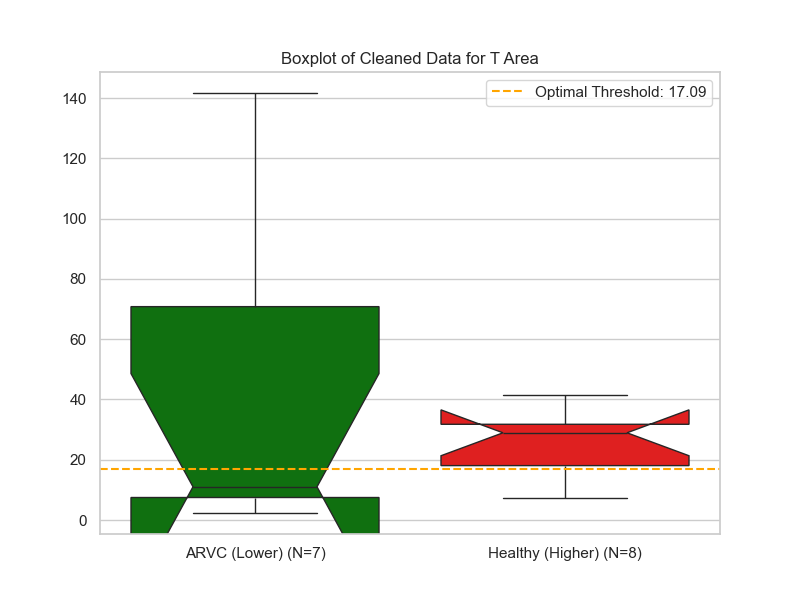 Boxplot of Cleaned Data for T Area
Optimal Threshold: 17.09
140
120
100
80
60
40
20
0
ARVC (Lower) (N=7)
Healthy (Higher) (N=8)